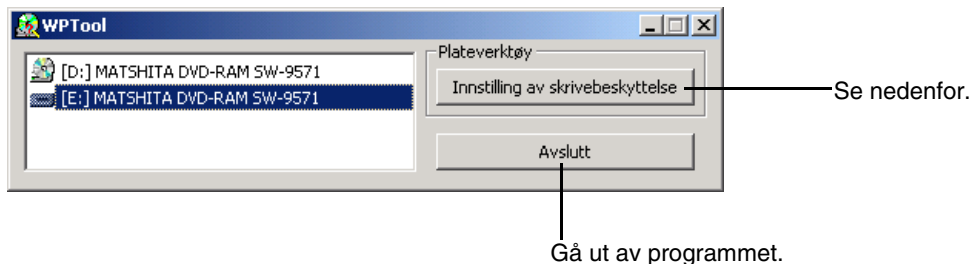 WPTool
[D:] MATSHITA DVD-RAM SW-9571
[E:] MATSHITA DVD-RAM SW-9571
Plateverktøy
Innstilling av skrivebeskyttelse
Se nedenfor.
Avslutt
Gå ut av programmet.